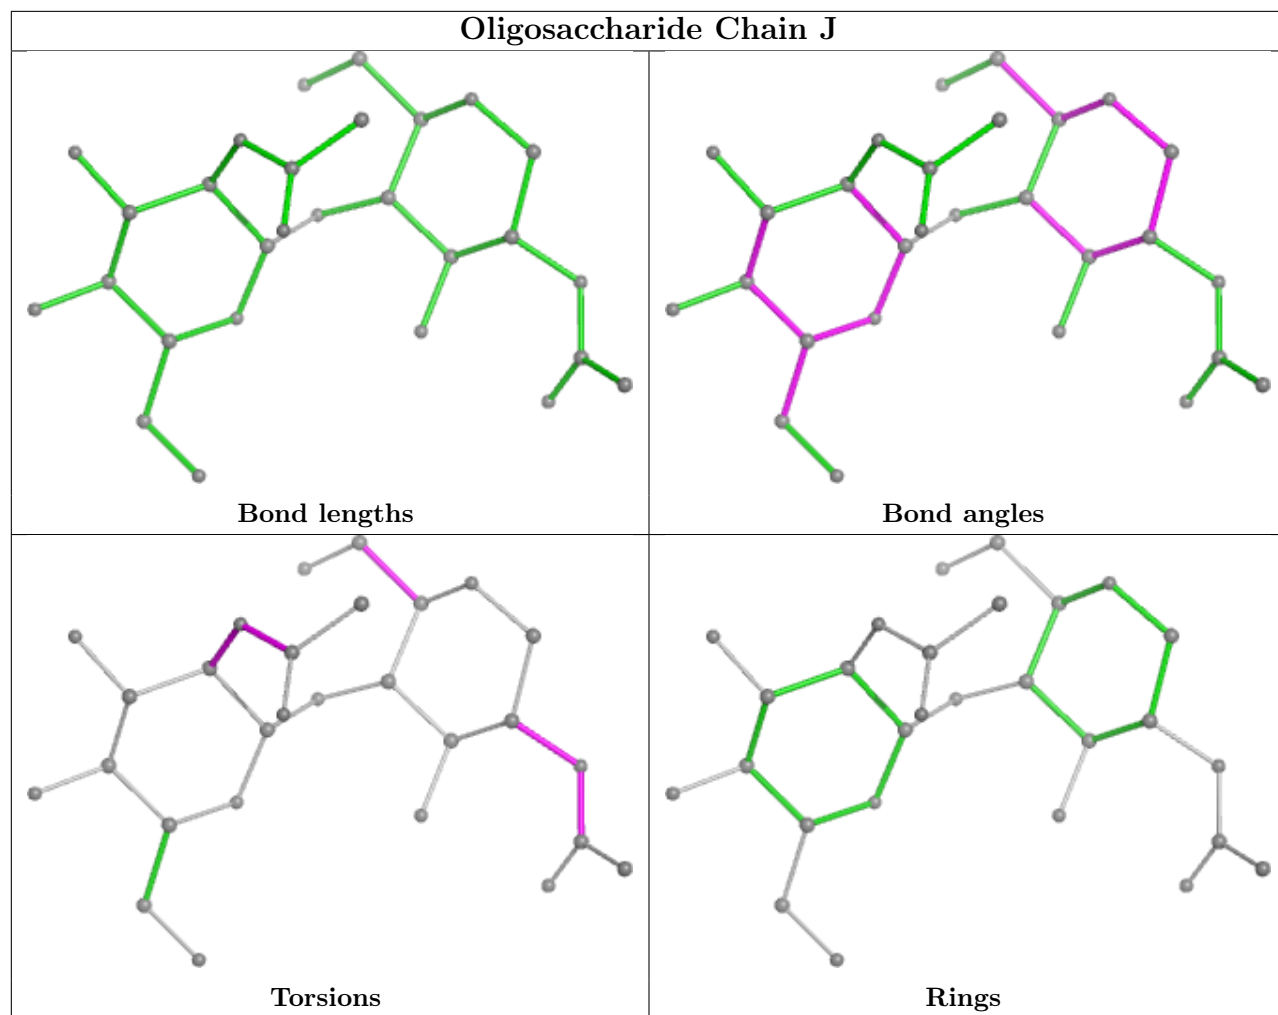 Oligosaccharide Chain J
Bond lengths
Bond angles
Torsions
Rings